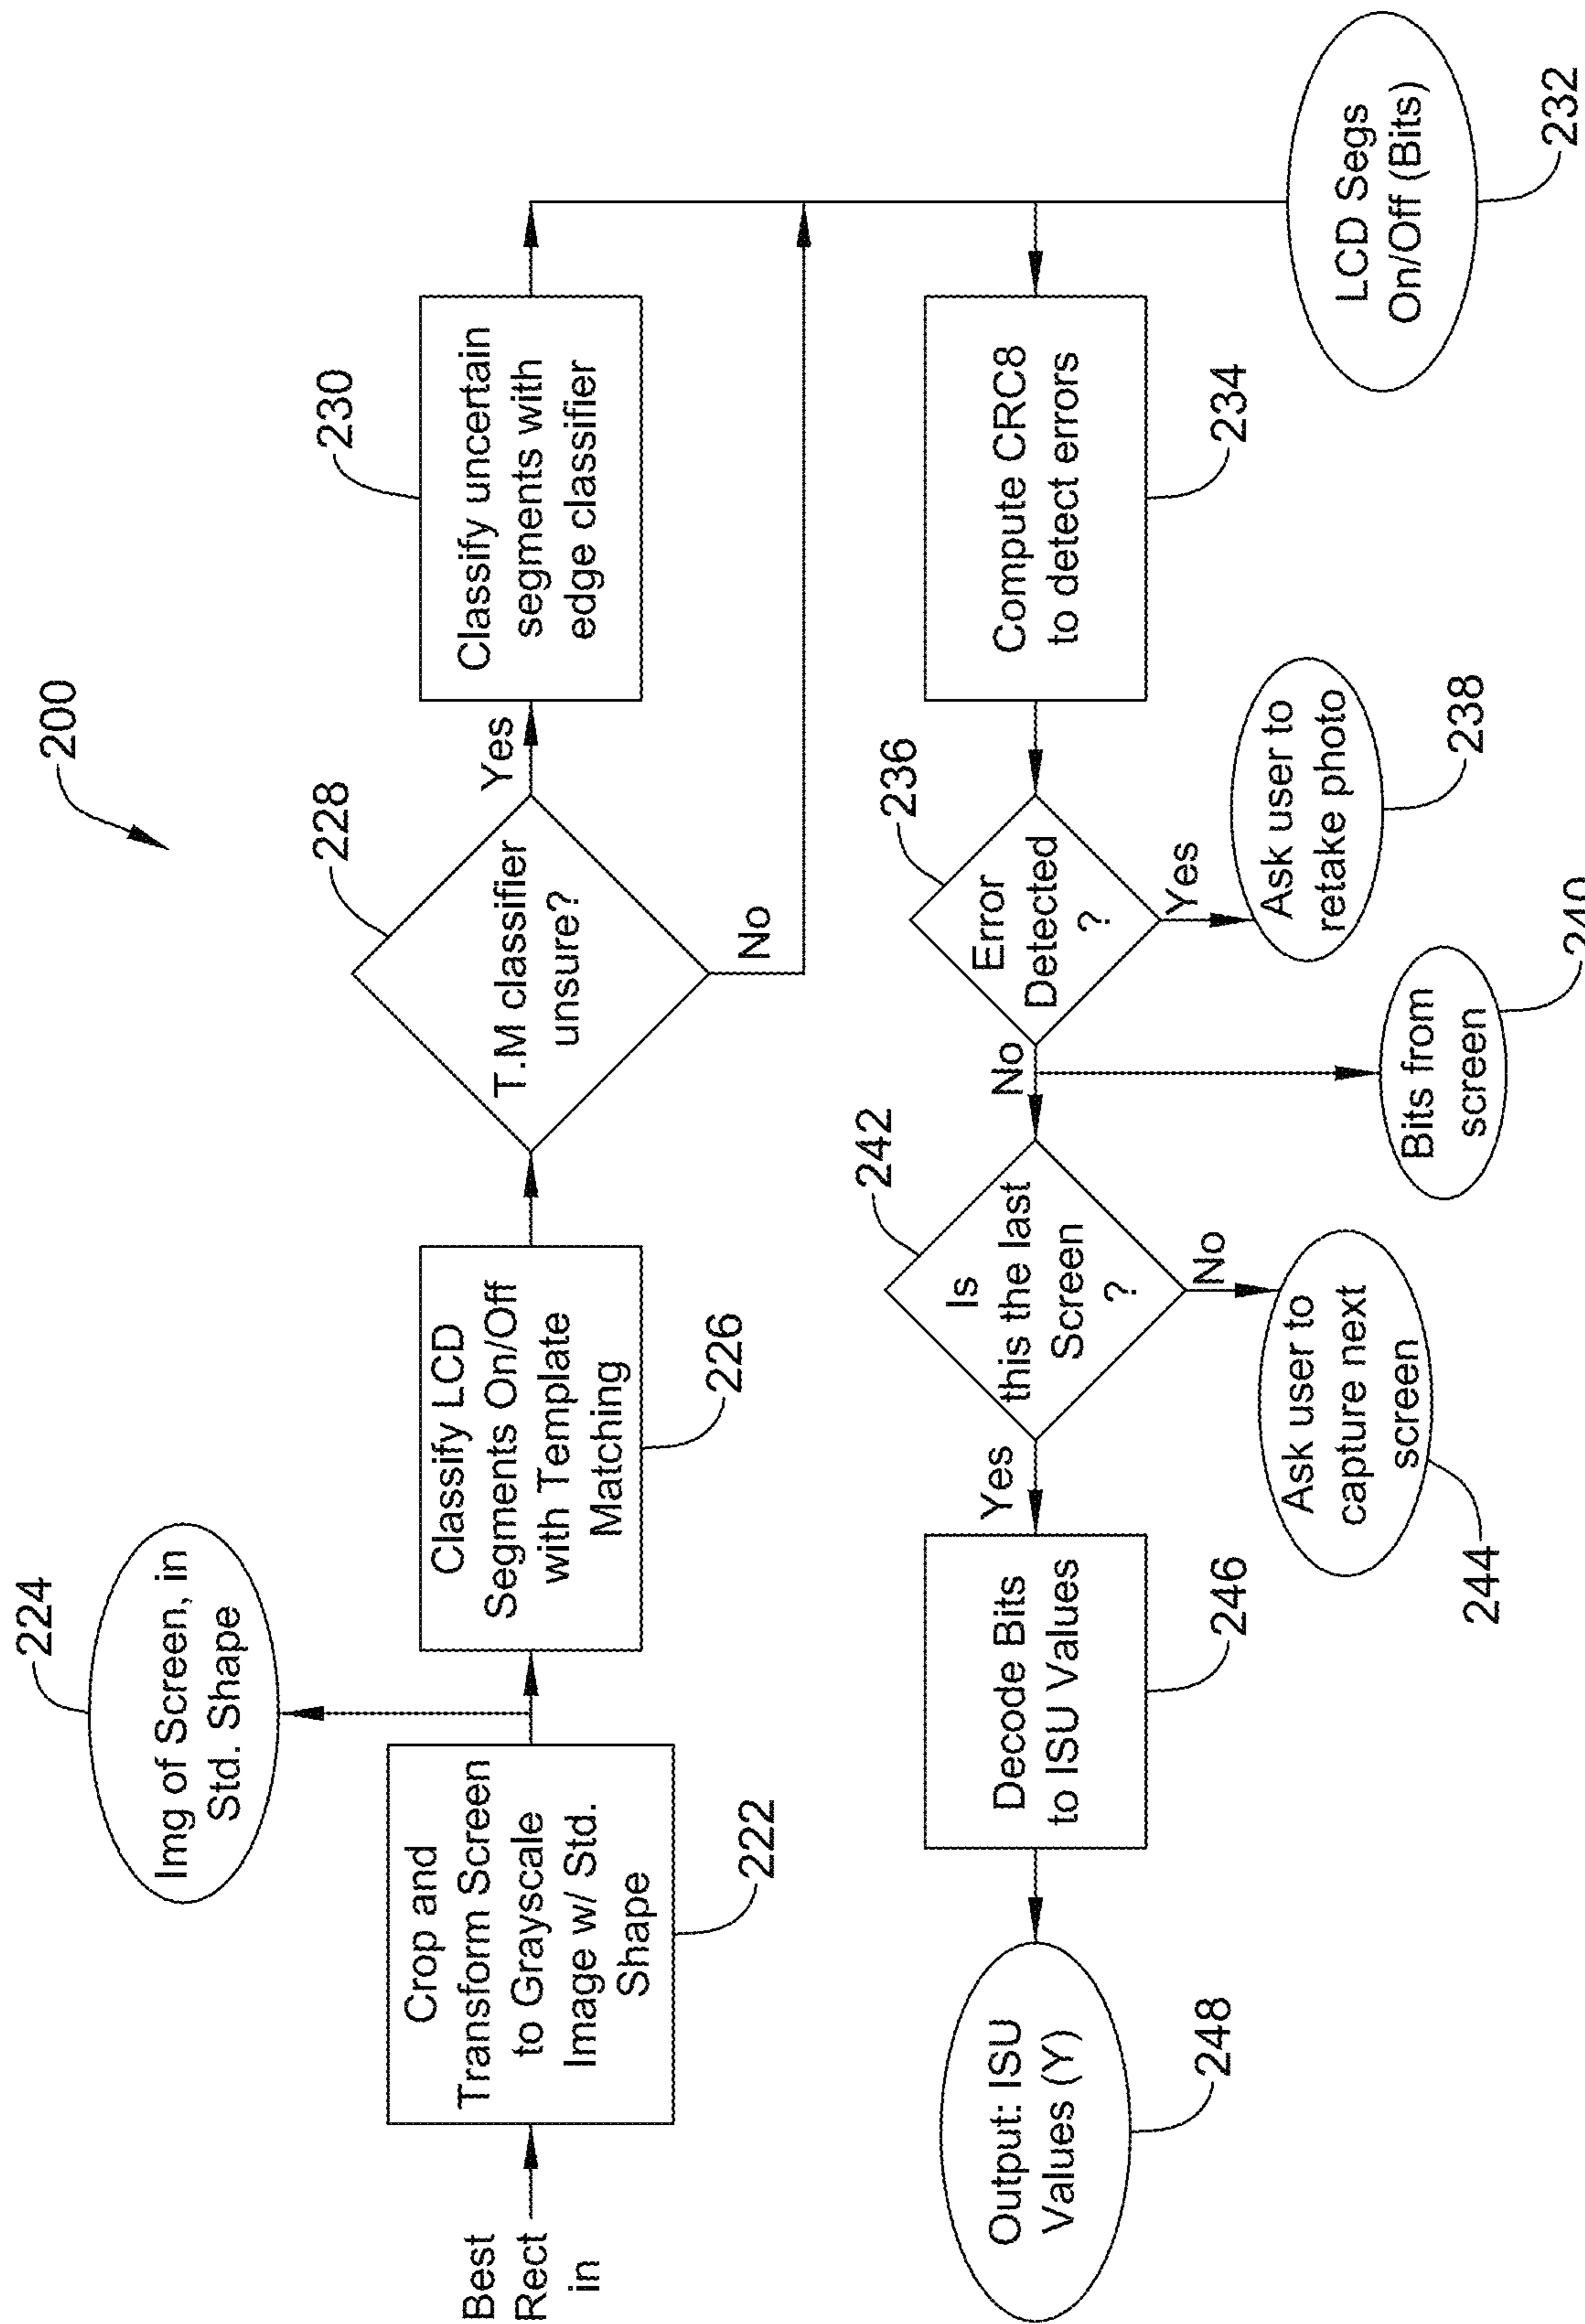 200
Best
Rect
in
Crop and
Transform Screen
to Grayscale
Image w/ Std.
Shape
222
Img of Screen, in
Std. Shape
224
Classify LCD
Segments On/Off
with Template
Matching
226
T.M classifier
unsure?
228
Yes
No
Classify uncertain
segments with
edge classifier
230
LCD Segs
On/Off (Bits)
232
Compute CRC8
to detect errors
234
Error
Detected
?
236
Yes
Ask user to
retake photo
238
No
Bits from
screen
Is
this the last
Screen
?
242
No
Ask user to
capture next
screen
244
Yes
Decode Bits
to ISU Values
246
Output: ISU
Values (Y)
248